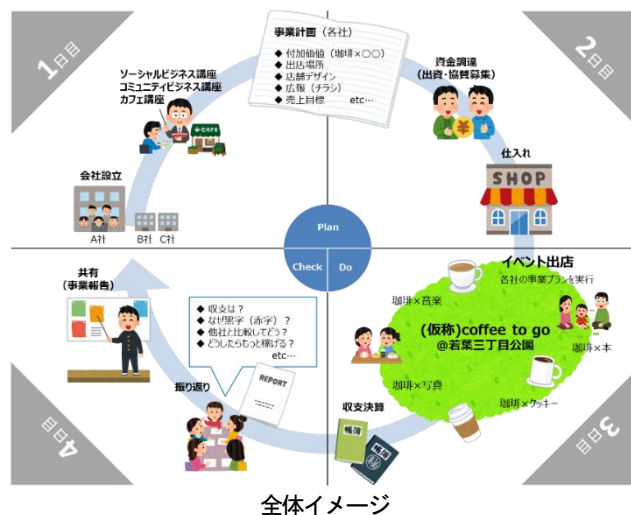 1日目
ソーシャルビジネス講座
コミュニティビジネス講座
カフェ講座
CAFE
会社設立
A社
B社
C社
事業計画（各社）
◆ 付加価値（珈琲×○○）
◆ 出店場所
◆ 店舗デザイン
◆ 広報（チラシ）
◆ 売上目標　etc…
2日目
資金調達
（出資・協賛募集）
¥
仕入れ
SHOP
Plan
Check
Do
イベント出店
各社の事業プランを実行
珈琲×音楽
(仮称)coffee to go
@若葉三丁目公園
珈琲×本
珈琲×写真
珈琲×クッキー
3日目
収支決算
帳簿
帳簿
REPORT
◆ 収支は？
◆ なぜ黒字（赤字）？
◆ 他社と比較してどう？
◆ どうしたらもっと稼げる？
etc…
振り返り
共有
（事業報告）
4日目
全体イメージ